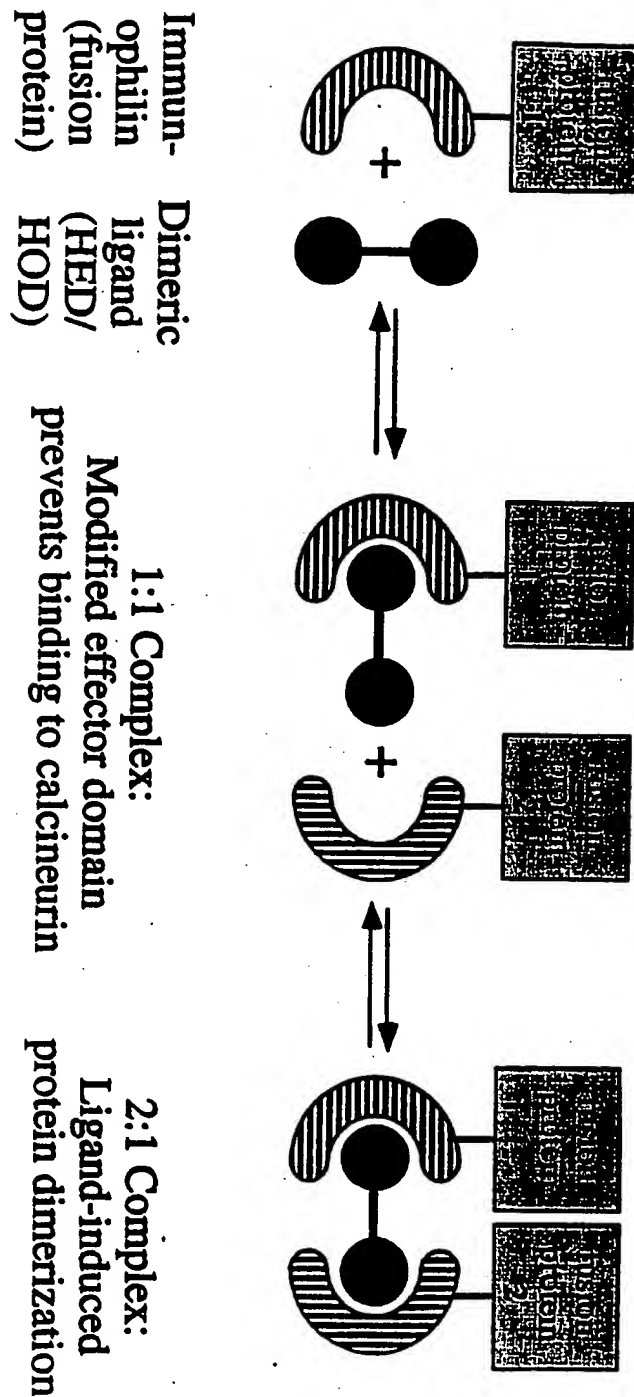 Immun-
ophilin
(fusion
protein)
Dimeric
ligand
(HED/
HOD)
1:1 Complex:
Modified effector domain
prevents binding to calcineurin
2:1 Complex:
Ligand-induced
protein dimerization